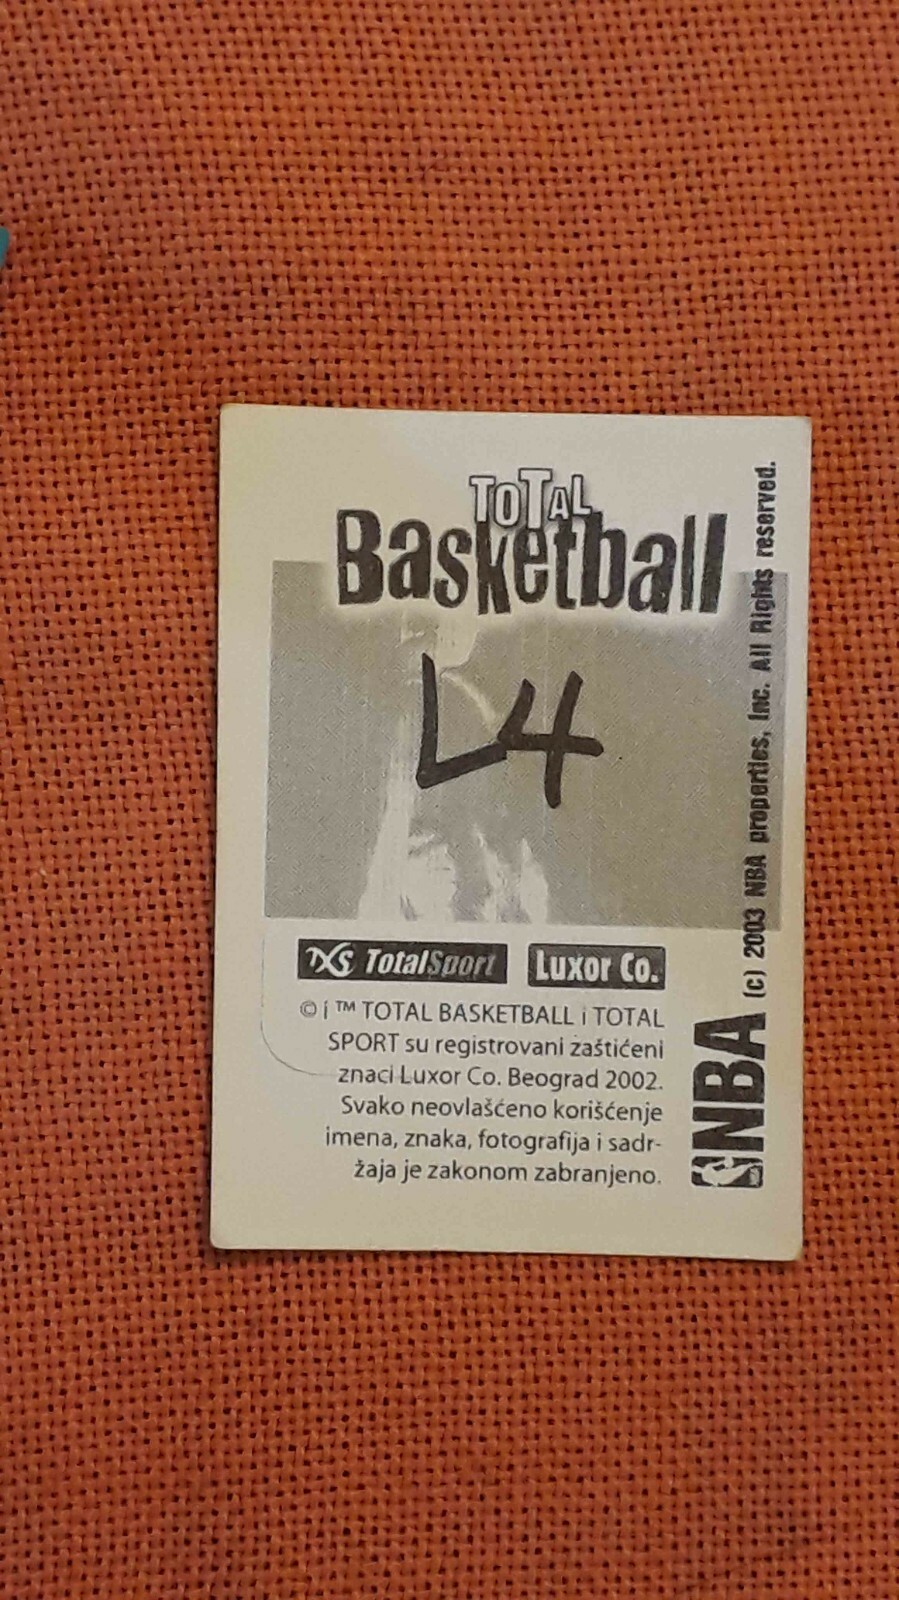 TOTAL
Basketball
L4
TXS TotalSport
Luxor Co.
© i ™ TOTAL BASKETBALL i TOTAL
SPORT su registrovani zaštićeni
znaci Luxor Co. Beograd 2002.
Svako neovlašćeno korišćenje
imena, znaka, fotografija i sadr-
žaja je zakonom zabranjeno.
NBA (c) 2003 NBA properties, Inc. All Rights reserved.